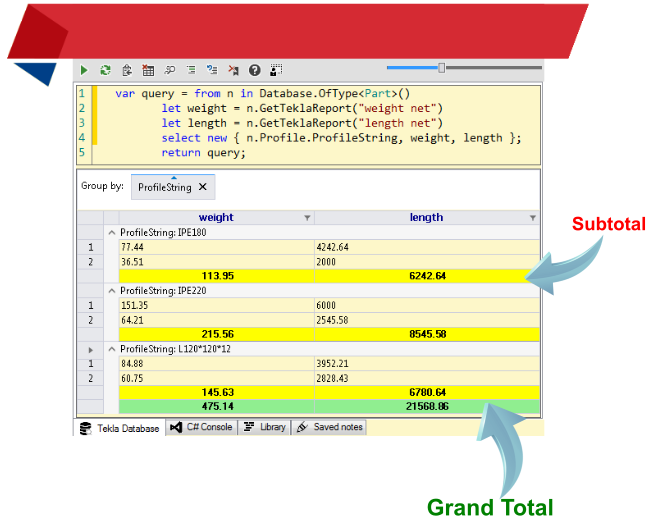 1 var query = from n in Database.OfType<Part>()
2 let weight = n.GetTeklaReport("weight net")
3 let length = n.GetTeklaReport("length net")
4 select new { n.Profile.ProfileString, weight, length };
5 return query;
Group by: ProfileString
weight length
ProfileString: IPE180
1 77.44 4242.64
2 36.51 2000
113.95 6242.64
Subtotal
ProfileString: IPE220
1 151.35 6000
2 64.21 2545.58
215.56 8545.58
ProfileString: L120*120*12
1 84.88 3952.21
2 60.75 2828.43
145.63 6780.64
475.14 21568.86
Tekla Database C# Console Library Saved notes
Grand Total